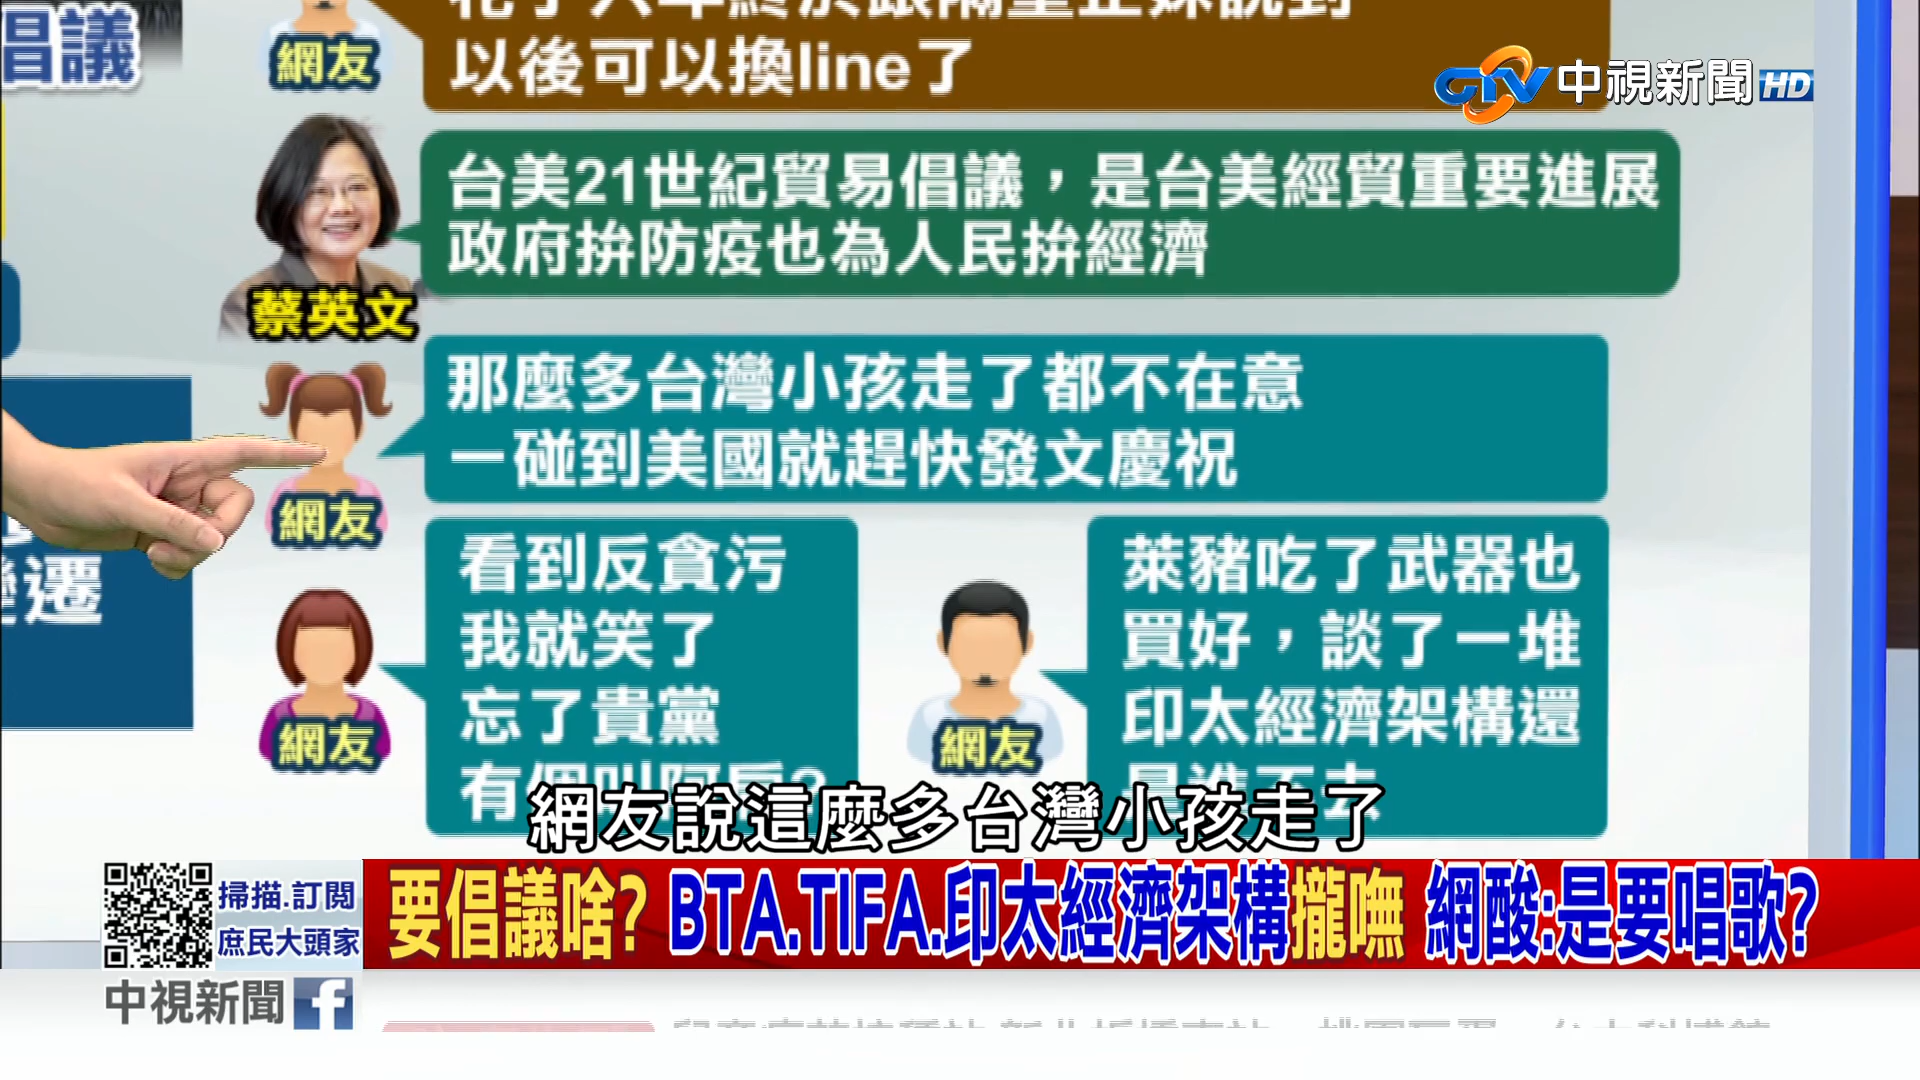 倡議
網友
以後可以換line了
CTV中視新聞HD
台美21世紀貿易倡議，是台美經貿重要進展
政府拚防疫也為人民拚經濟
蔡英文
那麼多台灣小孩走了都不在意
一碰到美國就趕快發文慶祝
網友
遷
看到反貪污
我就笑了
忘了貴黨
網友
萊豬吃了武器也
買好，談了一堆
印太經濟架構還
網友
網友說這麼多台灣小孩走了
掃描.訂閱
庶民大頭家
要倡議啥? BTA.TIFA.印太經濟架構攏嘸 網酸:是要唱歌?
中視新聞